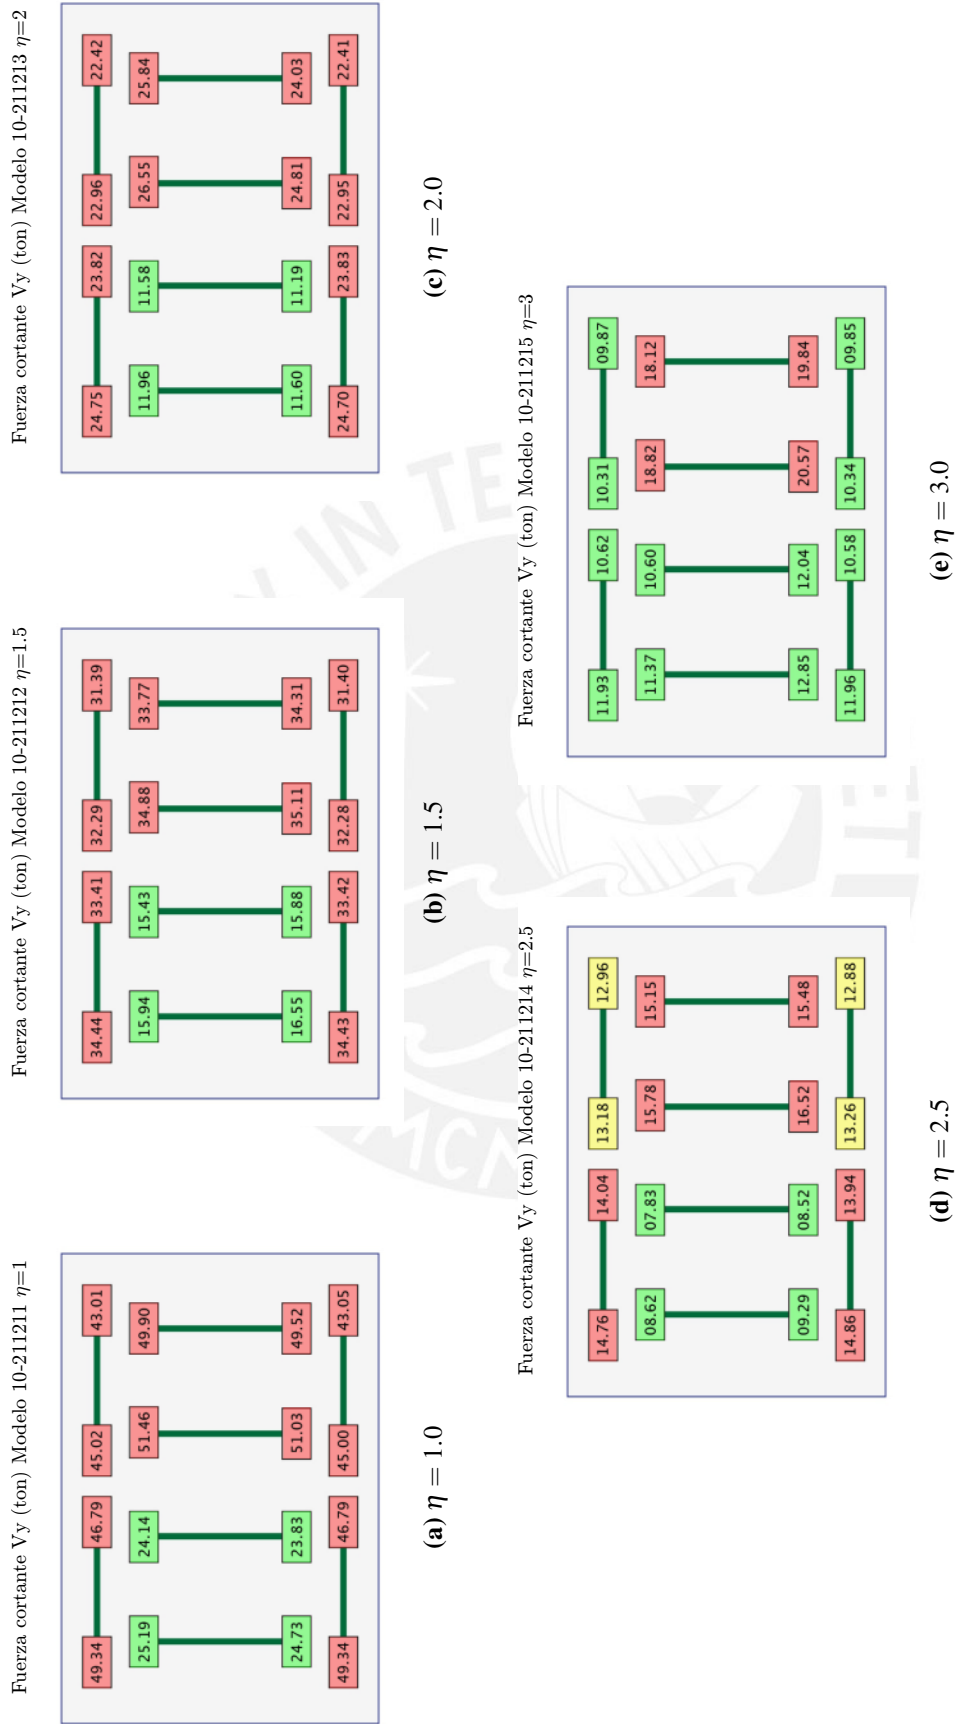 Fuerza cortante Vy (ton) Modelo 10-211211 η=1
49.34 46.79 45.02 43.01
25.19 24.14 51.46 49.90
24.73 23.83 51.03 49.52
49.34 46.79 45.00 43.05
(a) η = 1.0
Fuerza cortante Vy (ton) Modelo 10-211212 η=1.5
34.44 33.41 32.29 31.39
15.94 15.43 34.88 33.77
16.55 15.88 35.11 34.31
34.43 33.42 32.28 31.40
(b) η = 1.5
Fuerza cortante Vy (ton) Modelo 10-211213 η=2
24.75 23.82 22.96 22.42
11.96 11.58 26.55 25.84
11.60 11.19 24.81 24.03
24.70 23.83 22.95 22.41
(c) η = 2.0
Fuerza cortante Vy (ton) Modelo 10-211214 η=2.5
14.76 14.04 13.18 12.96
08.62 07.83 15.78 15.15
09.29 08.52 16.52 15.48
14.86 13.94 13.26 12.88
(d) η = 2.5
Fuerza cortante Vy (ton) Modelo 10-211215 η=3
11.93 10.62 10.31 09.87
11.37 10.60 18.82 18.12
12.85 12.04 20.57 19.84
11.96 10.58 10.34 09.85
(e) η = 3.0
IN TE